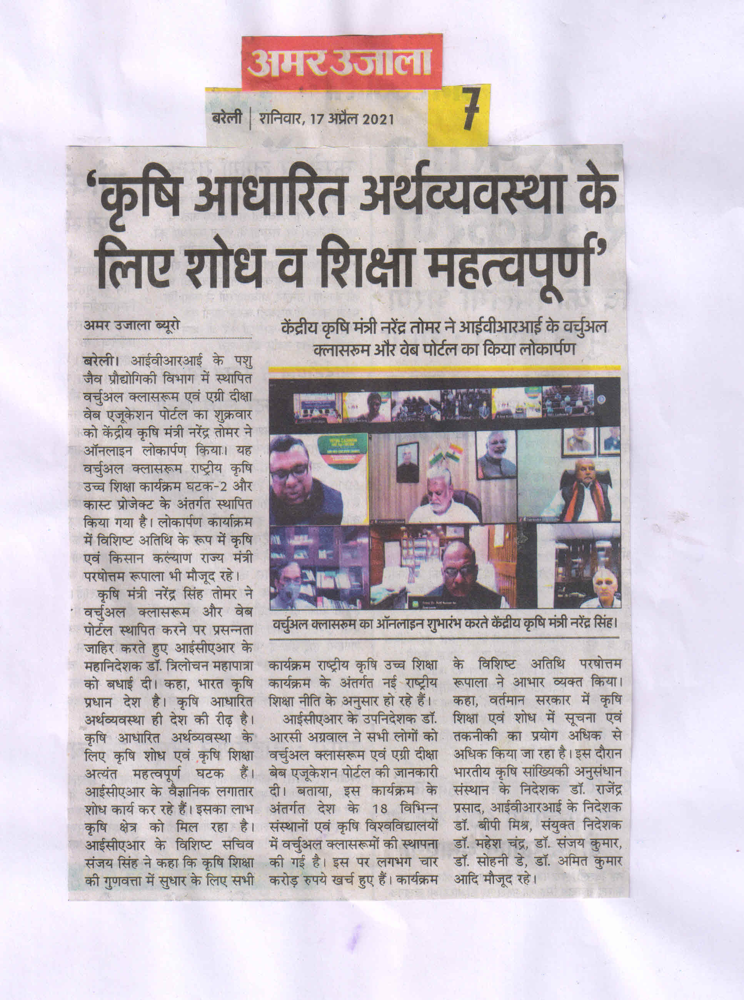 अमर उजाला
बरेली | शनिवार, 17 अप्रैल 2021
7
‘कृषि आधारित अर्थव्यवस्था के
लिए शोध व शिक्षा महत्वपूर्ण’
अमर उजाला ब्यूरो
केंद्रीय कृषि मंत्री नरेंद्र तोमर ने आईवीआरआई के वर्चुअल
क्लासरूम और वेब पोर्टल का किया लोकार्पण
बरेली। आईवीआरआई के पशु
जैव प्रौद्योगिकी विभाग में स्थापित
वर्चुअल क्लासरूम एवं एग्री दीक्षा
वेब एजूकेशन पोर्टल का शुक्रवार
को केंद्रीय कृषि मंत्री नरेंद्र तोमर ने
ऑनलाइन लोकार्पण किया। यह
वर्चुअल क्लासरूम राष्ट्रीय कृषि
उच्च शिक्षा कार्यक्रम घटक-2 और
कास्ट प्रोजेक्ट के अंतर्गत स्थापित
किया गया है। लोकार्पण कार्याक्रम
में विशिष्ट अतिथि के रूप में कृषि
एवं किसान कल्याण राज्य मंत्री
परषोत्तम रूपाला भी मौजूद रहे।
कृषि मंत्री नरेंद्र सिंह तोमर ने
वर्चुअल क्लासरूम और वेब
पोर्टल स्थापित करने पर प्रसन्नता
जाहिर करते हुए आईसीएआर के
महानिदेशक डॉ. त्रिलोचन महापात्रा
को बधाई दी। कहा, भारत कृषि
प्रधान देश है। कृषि आधारित
अर्थव्यवस्था ही देश की रीढ़ है।
कृषि आधारित अर्थव्यवस्था के
लिए कृषि शोध एवं कृषि शिक्षा
अत्यंत महत्वपूर्ण घटक हैं।
आईसीएआर के वैज्ञानिक लगातार
शोध कार्य कर रहे हैं। इसका लाभ
कृषि क्षेत्र को मिल रहा है।
आईसीएआर के विशिष्ट सचिव
संजय सिंह ने कहा कि कृषि शिक्षा
की गुणवत्ता में सुधार के लिए सभी
वर्चुअल क्लासरूम का ऑनलाइन शुभारंभ करते केंद्रीय कृषि मंत्री नरेंद्र सिंह।
कार्यक्रम राष्ट्रीय कृषि उच्च शिक्षा
कार्यक्रम के अंतर्गत नई राष्ट्रीय
शिक्षा नीति के अनुसार हो रहे हैं।
आईसीएआर के उपनिदेशक डॉ.
आरसी अग्रवाल ने सभी लोगों को
वर्चुअल क्लासरूम एवं एग्री दीक्षा
बेब एजूकेशन पोर्टल की जानकारी
दी। बताया, इस कार्यक्रम के
अंतर्गत देश के 18 विभिन्न
संस्थानों एवं कृषि विश्वविद्यालयों
में वर्चुअल क्लासरूमों की स्थापना
की गई है। इस पर लगभग चार
करोड़ रुपये खर्च हुए हैं। कार्यक्रम
के विशिष्ट अतिथि परषोत्तम
रूपाला ने आभार व्यक्त किया।
कहा, वर्तमान सरकार में कृषि
शिक्षा एवं शोध में सूचना एवं
तकनीकी का प्रयोग अधिक से
अधिक किया जा रहा है। इस दौरान
भारतीय कृषि सांख्यिकी अनुसंधान
संस्थान के निदेशक डॉ. राजेंद्र
प्रसाद, आईवीआरआई के निदेशक
डॉ. बीपी मिश्र, संयुक्त निदेशक
डॉ. महेश चंद्र, डॉ. संजय कुमार,
डॉ. सोहनी डे, डॉ. अमित कुमार
आदि मौजूद रहे।